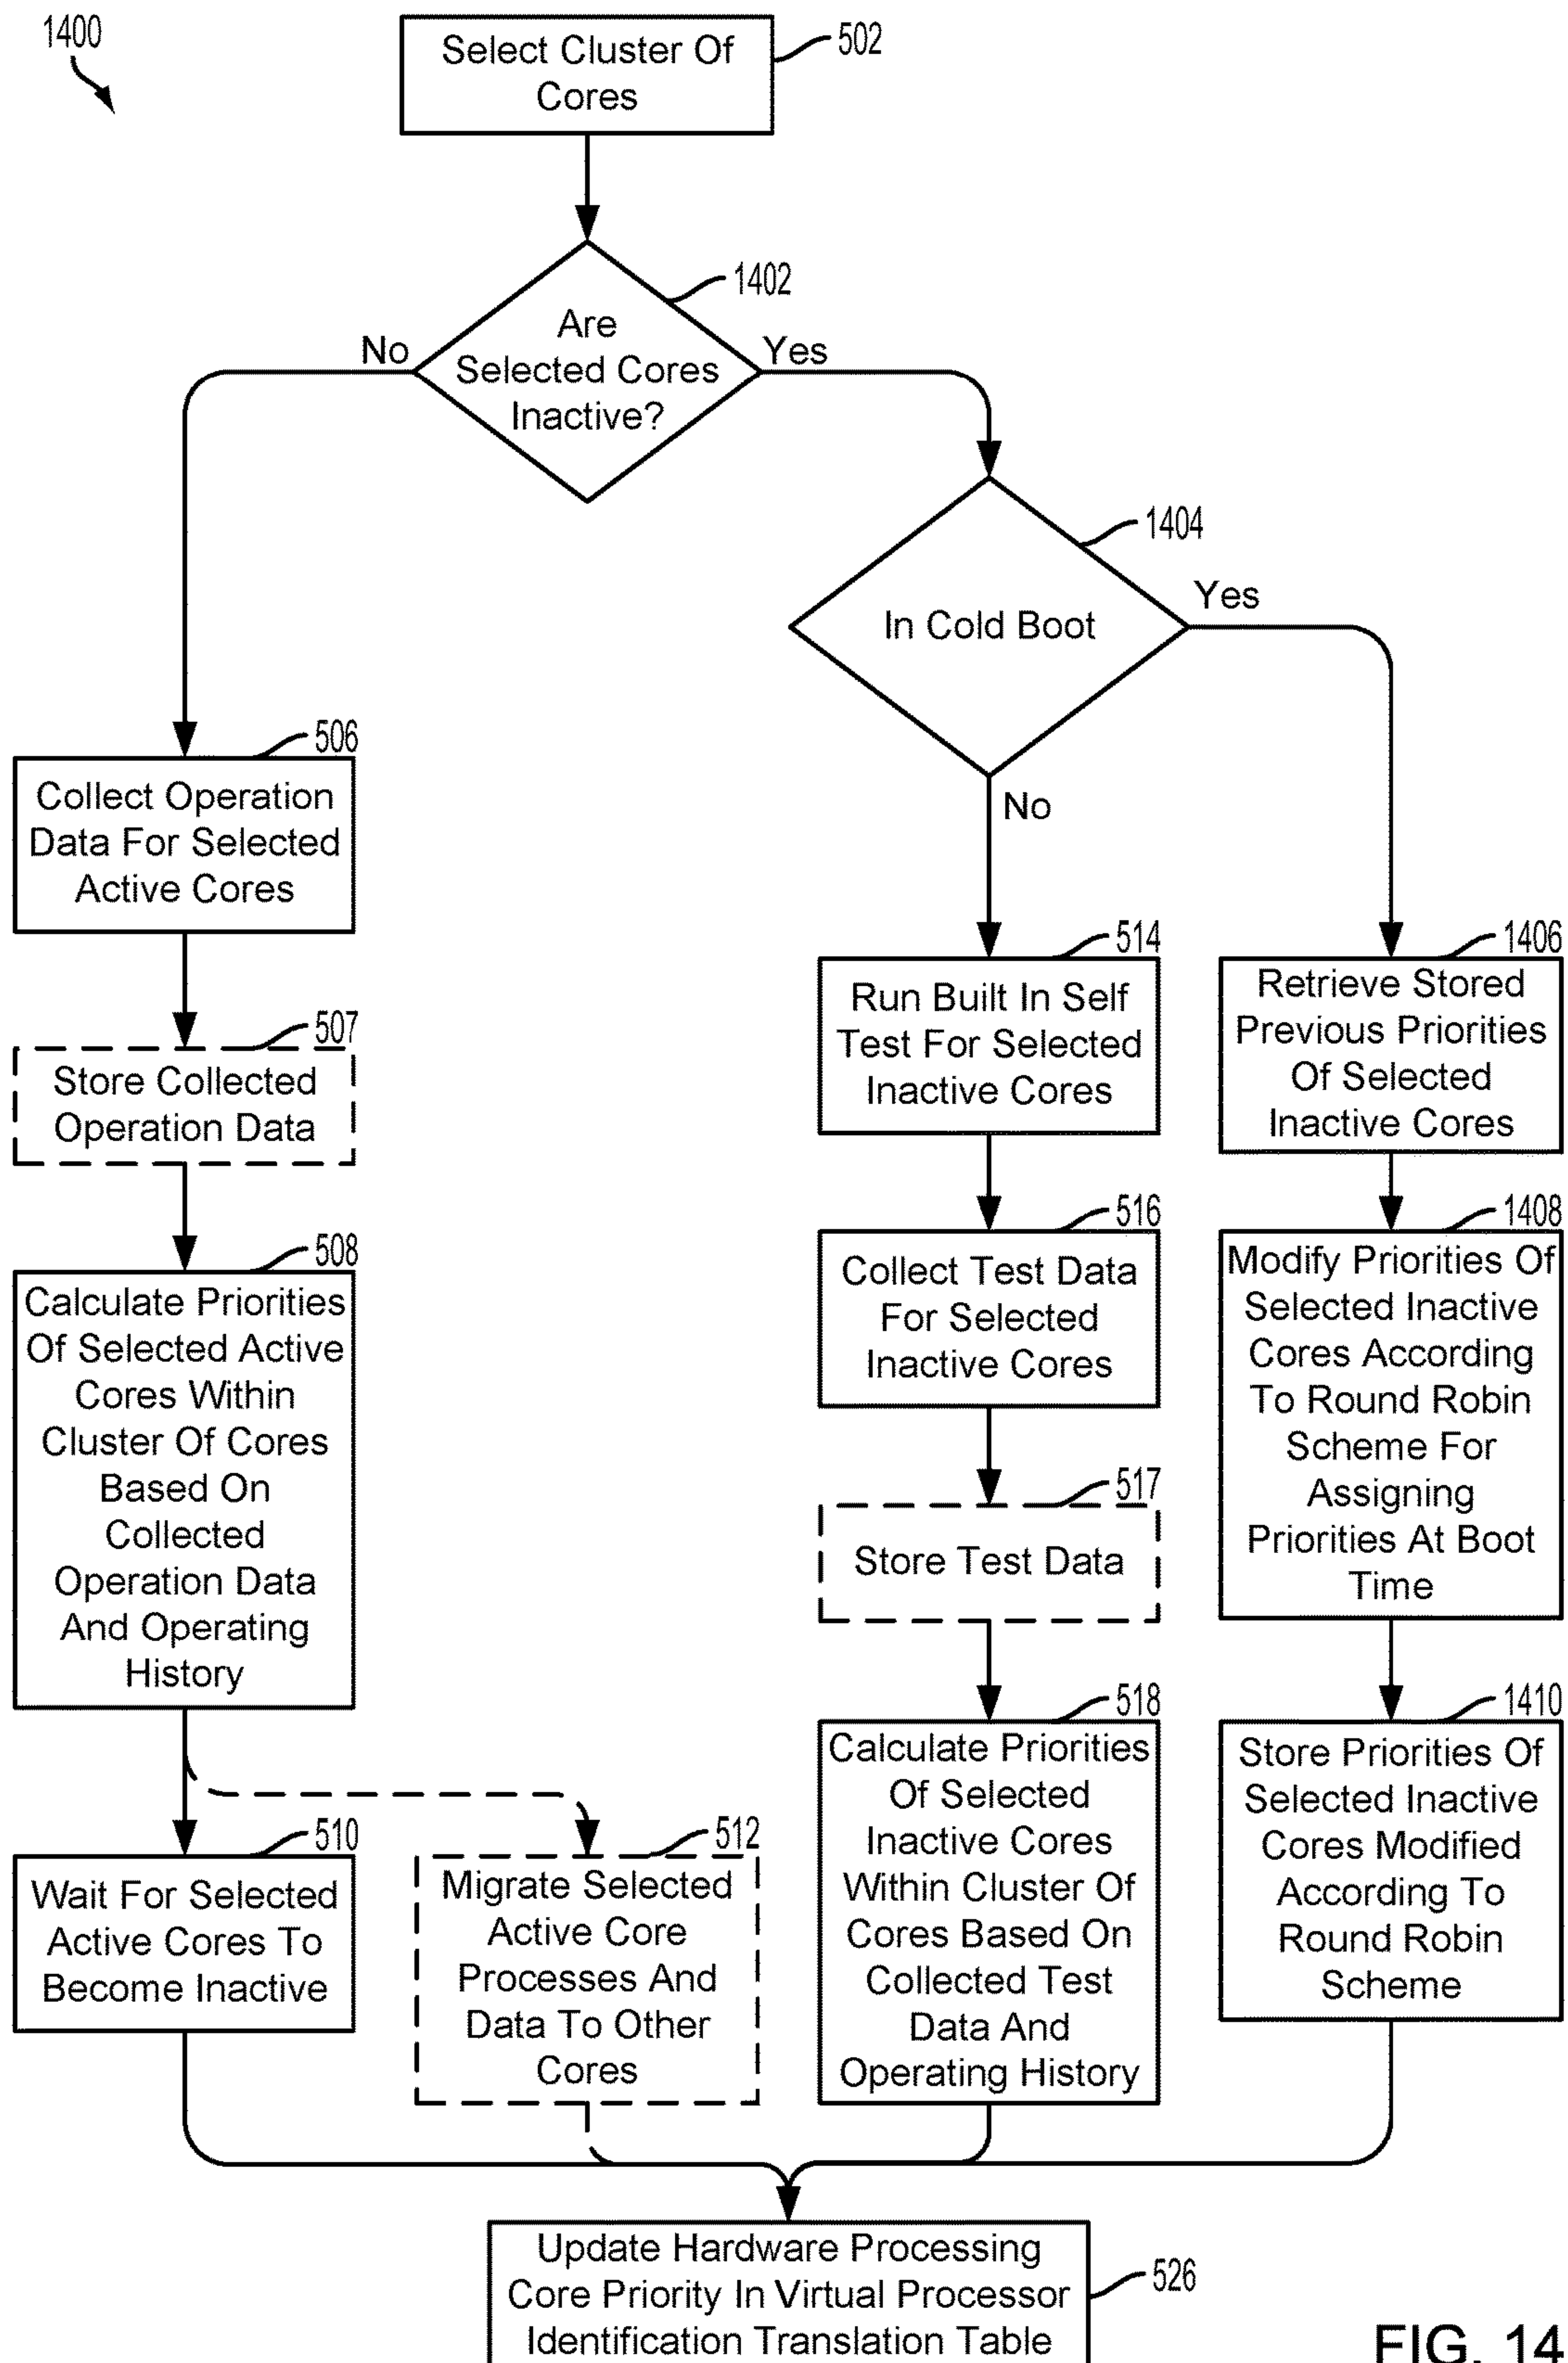 1400
Select Cluster Of
Cores
502
1402
Are
Selected Cores
Inactive?
No
Yes
1404
In Cold Boot
Yes
No
506
Collect Operation
Data For Selected
Active Cores
507
Store Collected
Operation Data
508
Calculate Priorities
Of Selected Active
Cores Within
Cluster Of Cores
Based On
Collected
Operation Data
And Operating
History
510
Wait For Selected
Active Cores To
Become Inactive
512
Migrate Selected
Active Core
Processes And
Data To Other
Cores
514
Run Built In Self
Test For Selected
Inactive Cores
516
Collect Test Data
For Selected
Inactive Cores
517
Store Test Data
518
Calculate Priorities
Of Selected
Inactive Cores
Within Cluster Of
Cores Based On
Collected Test
Data And
Operating History
1406
Retrieve Stored
Previous Priorities
Of Selected
Inactive Cores
1408
Modify Priorities Of
Selected Inactive
Cores According
To Round Robin
Scheme For
Assigning
Priorities At Boot
Time
1410
Store Priorities Of
Selected Inactive
Cores Modified
According To
Round Robin
Scheme
Update Hardware Processing
Core Priority In Virtual Processor
Identification Translation Table
526
FIG. 14